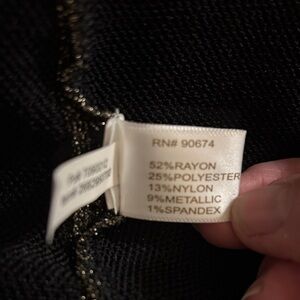 RN# 90674
52%RAYON
25%POLYESTER
13%NYLON
9%METALLIC
1%SPANDEX